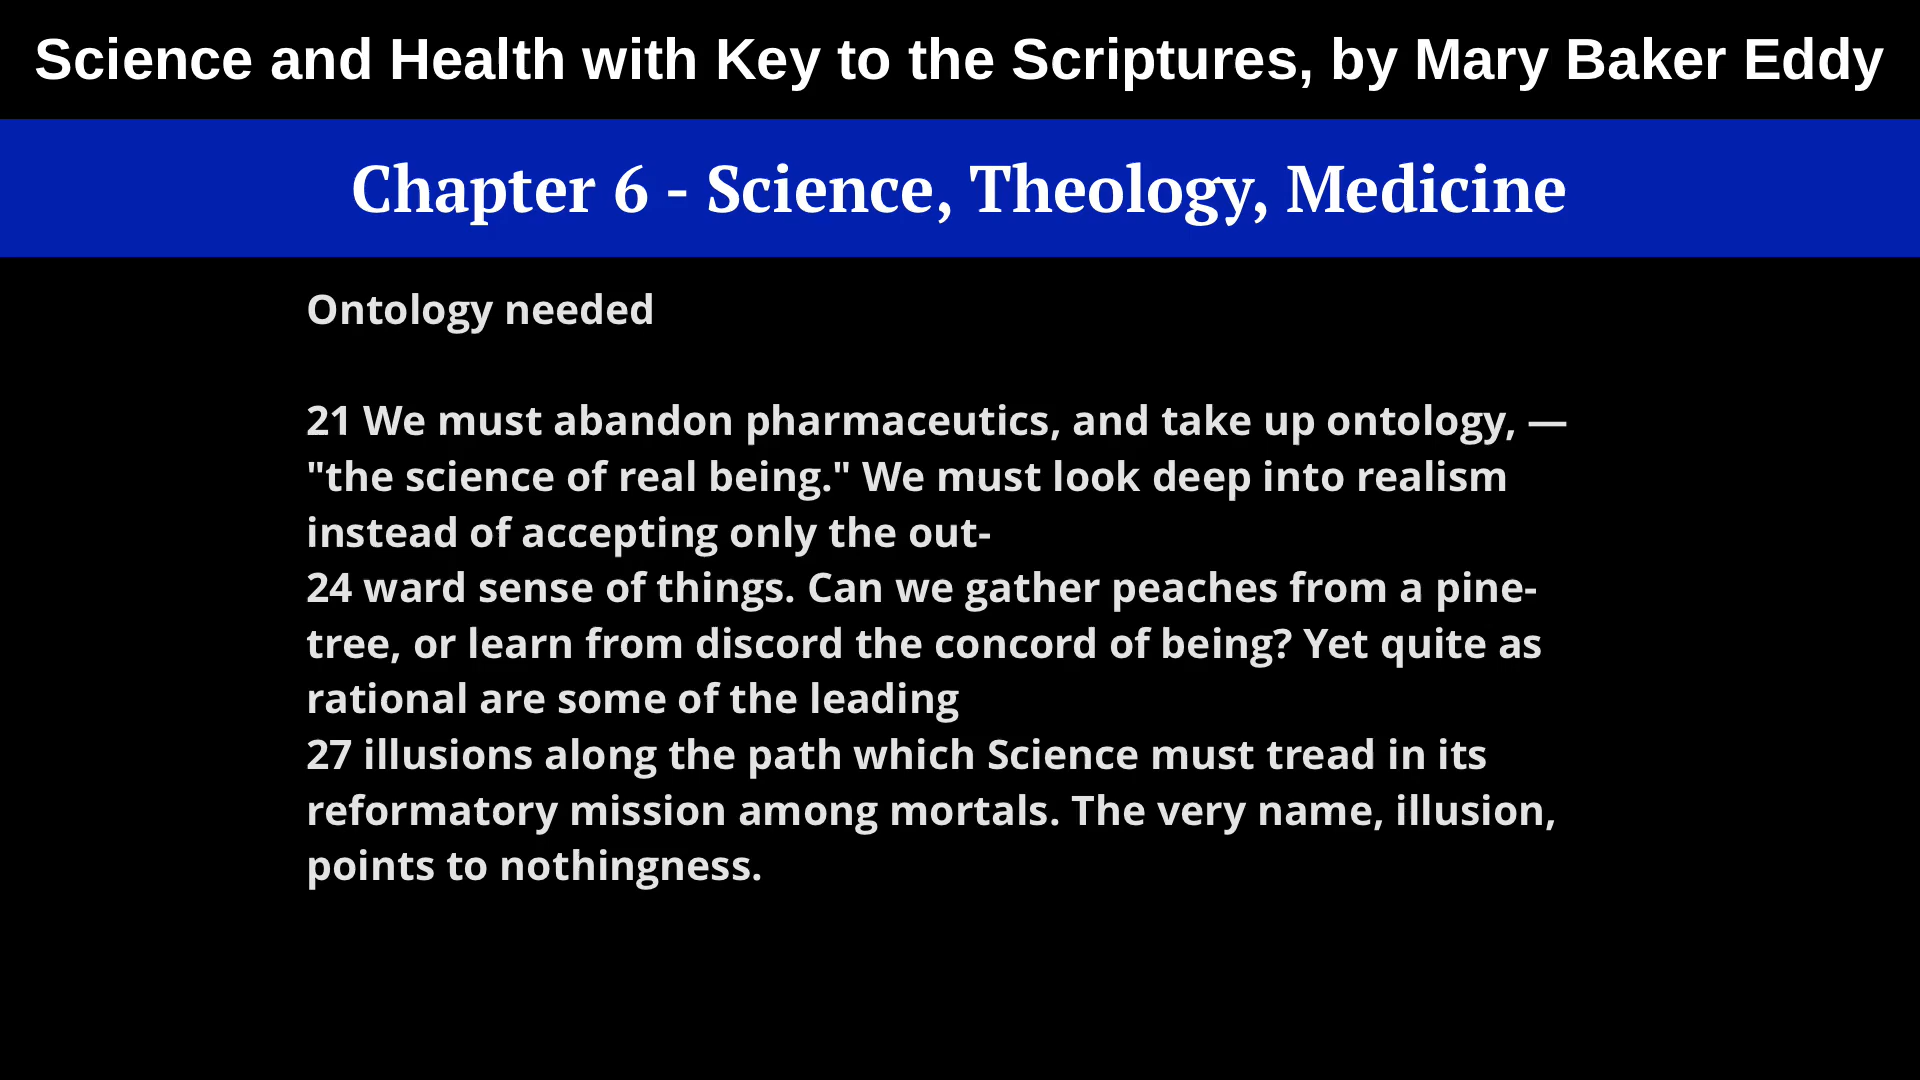 Science and Health with Key to the Scriptures, by Mary Baker Eddy
Chapter 6 - Science, Theology, Medicine
Ontology needed
21 We must abandon pharmaceutics, and take up ontology, —
"the science of real being." We must look deep into realism
instead of accepting only the out-
24 ward sense of things. Can we gather peaches from a pine-
tree, or learn from discord the concord of being? Yet quite as
rational are some of the leading
27 illusions along the path which Science must tread in its
reformatory mission among mortals. The very name, illusion,
points to nothingness.